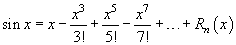 sin x = x − x³/3! + x⁵/5! − x⁷/7! + ... + Rₙ(x)